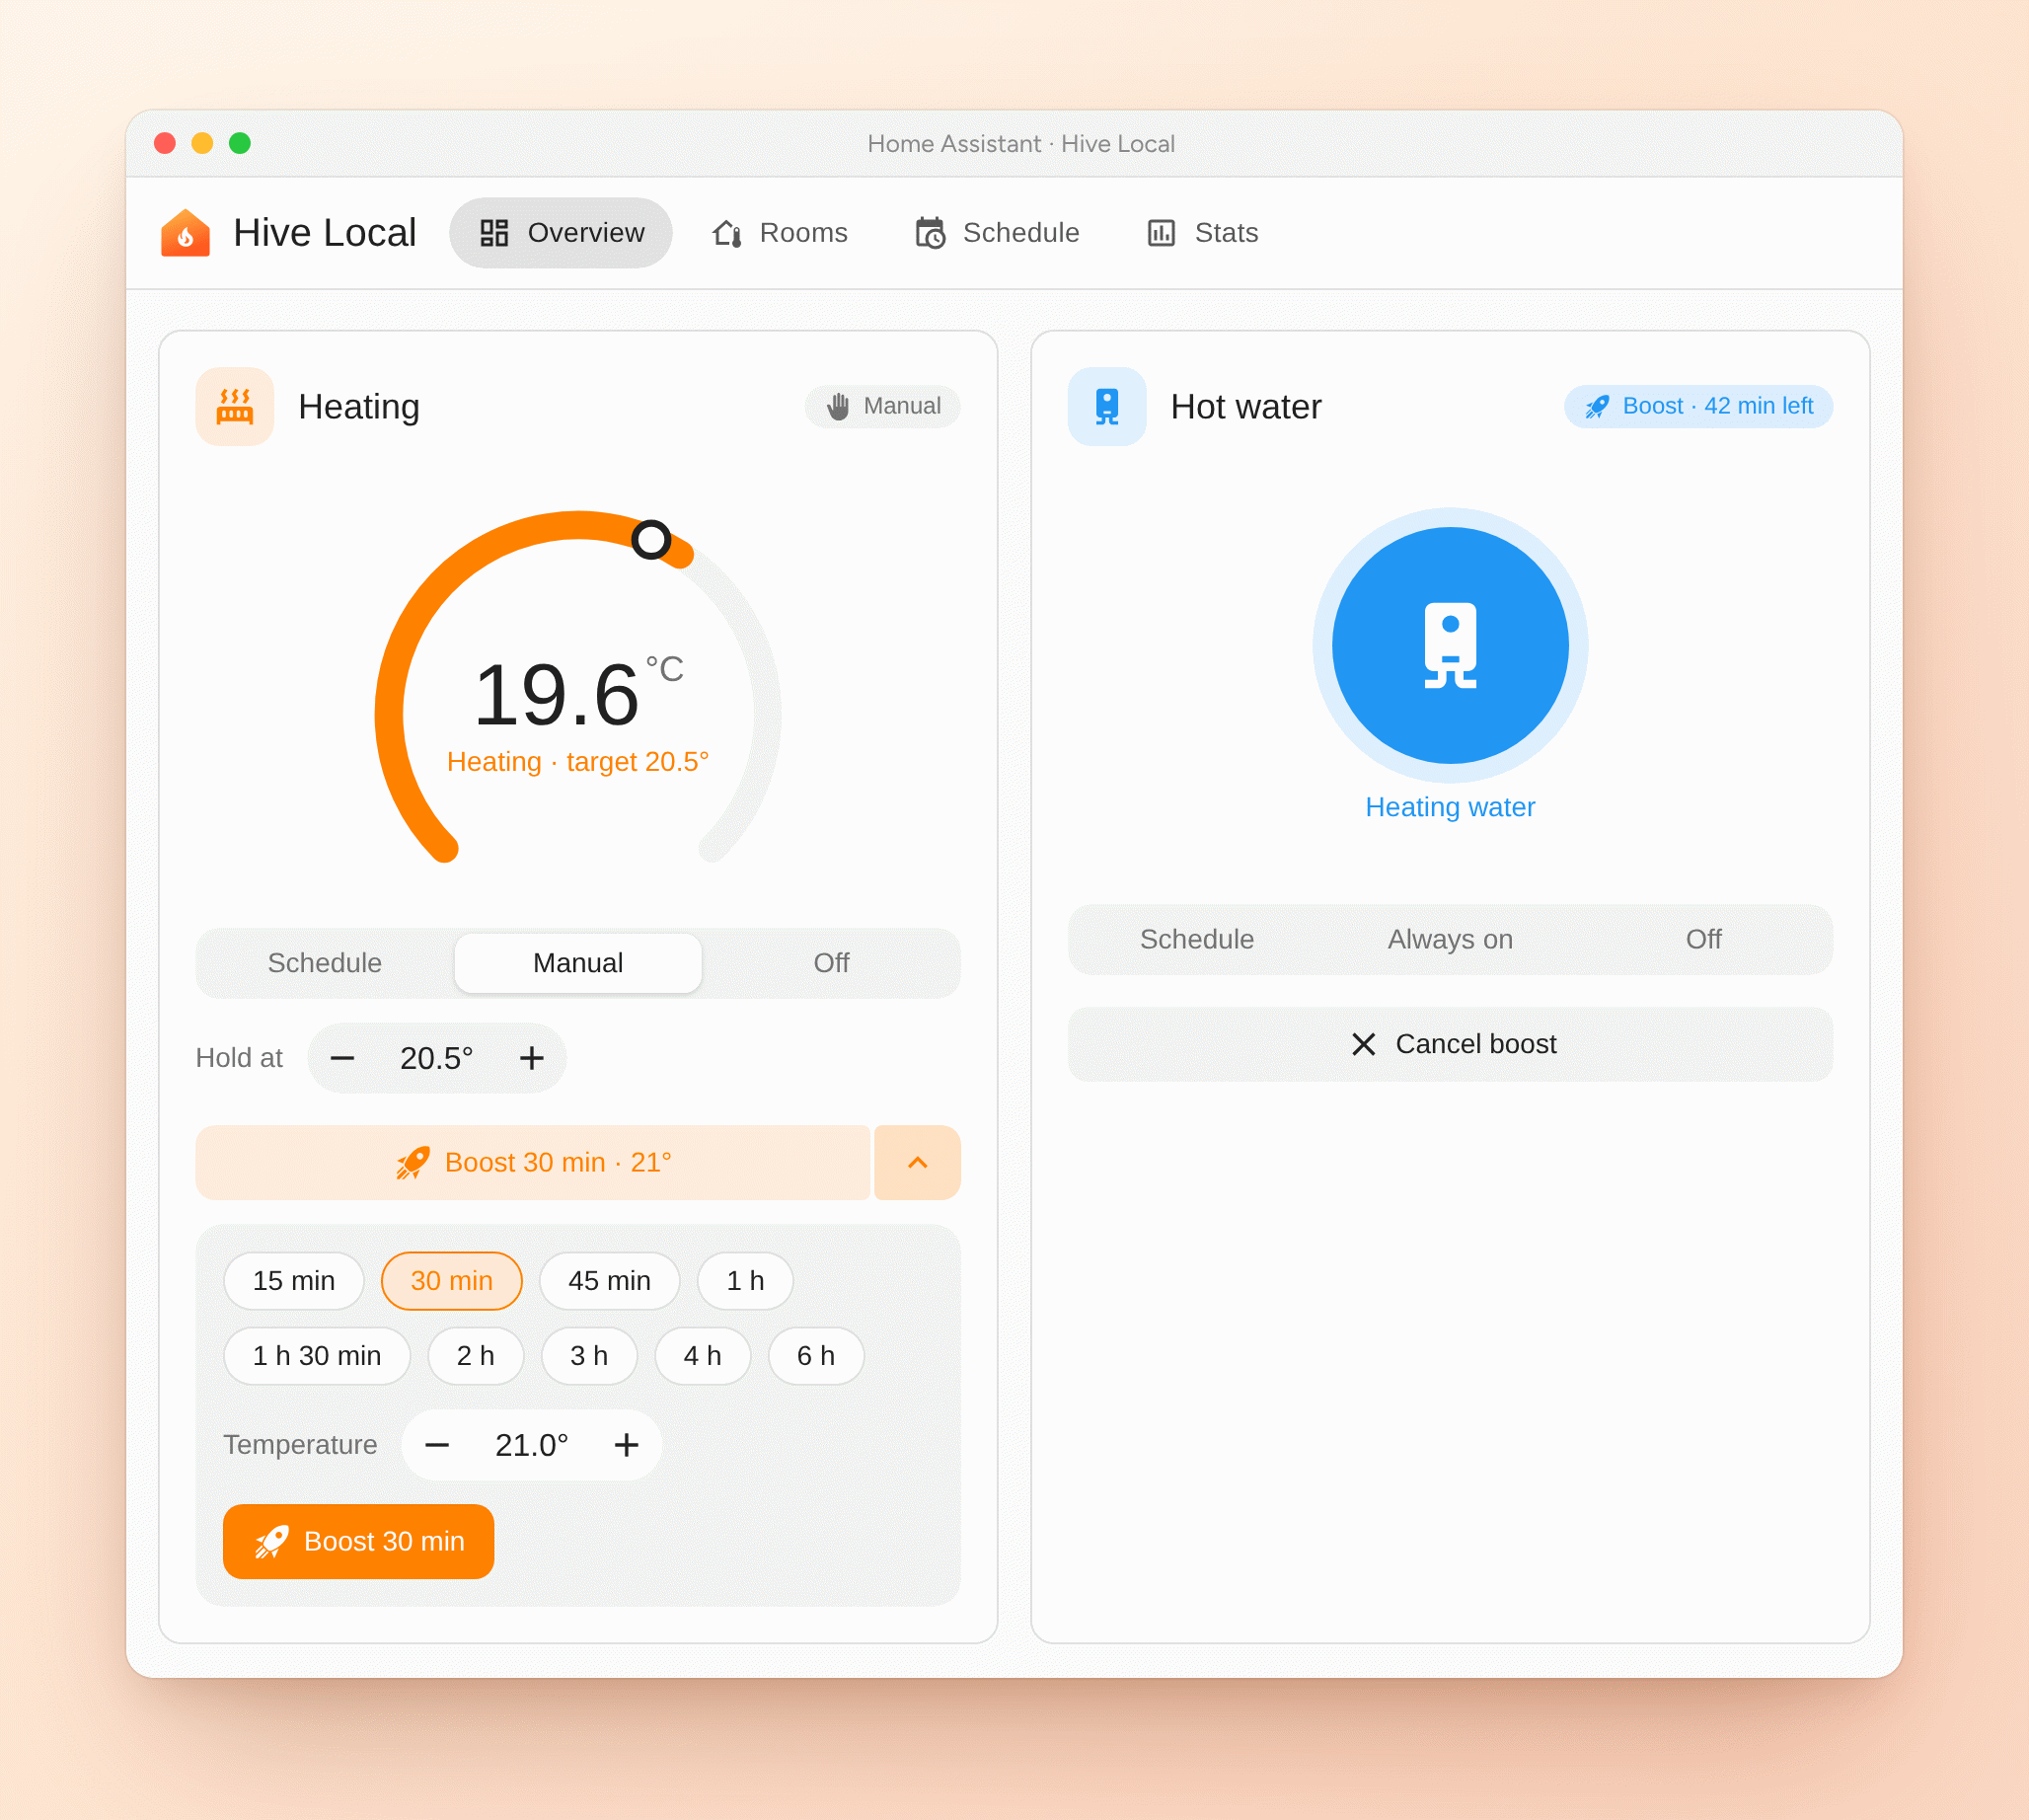 Home Assistant · Hive Local
Hive Local
Overview
Rooms
Schedule
Stats
Heating
Manual
19.6 °C
Heating · target 20.5°
Schedule
Manual
Off
Hold at
20.5°
Boost 30 min · 21°
15 min
30 min
45 min
1 h
1 h 30 min
2 h
3 h
4 h
6 h
Temperature
21.0°
Boost 30 min
Hot water
Boost · 42 min left
Heating water
Schedule
Always on
Off
Cancel boost